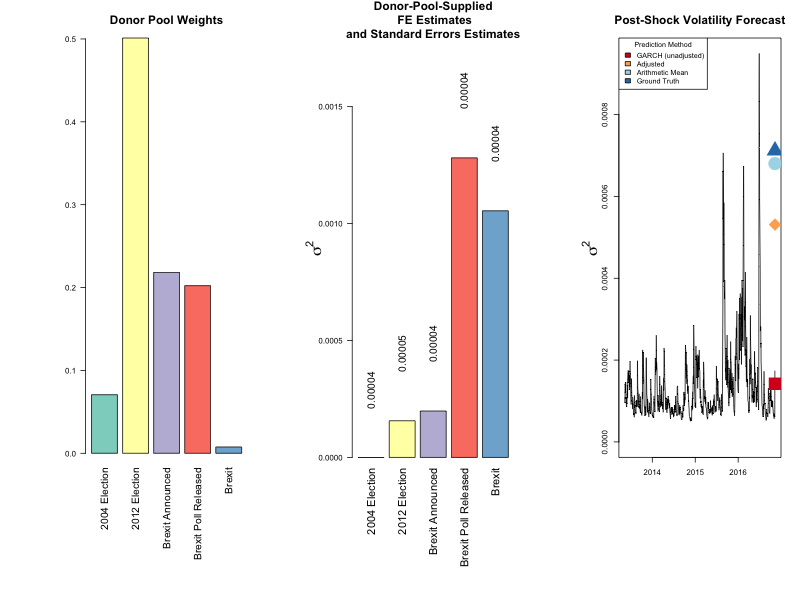 Donor Pool Weights
0.5
0.4
0.3
0.2
0.1
0.0
2004 Election
2012 Election
Brexit Announced
Brexit Poll Released
Brexit
Donor-Pool-Supplied
FE Estimates
and Standard Errors Estimates
σ2
0.0015
0.0010
0.0005
0.0000
0.00004
0.00005
0.00004
0.00004
0.00004
2004 Election
2012 Election
Brexit Announced
Brexit Poll Released
Brexit
Post-Shock Volatility Forecast
Prediction Method
GARCH (unadjusted)
Adjusted
Arithmetic Mean
Ground Truth
σ2
0.0008
0.0006
0.0004
0.0002
0.0000
2014
2015
2016